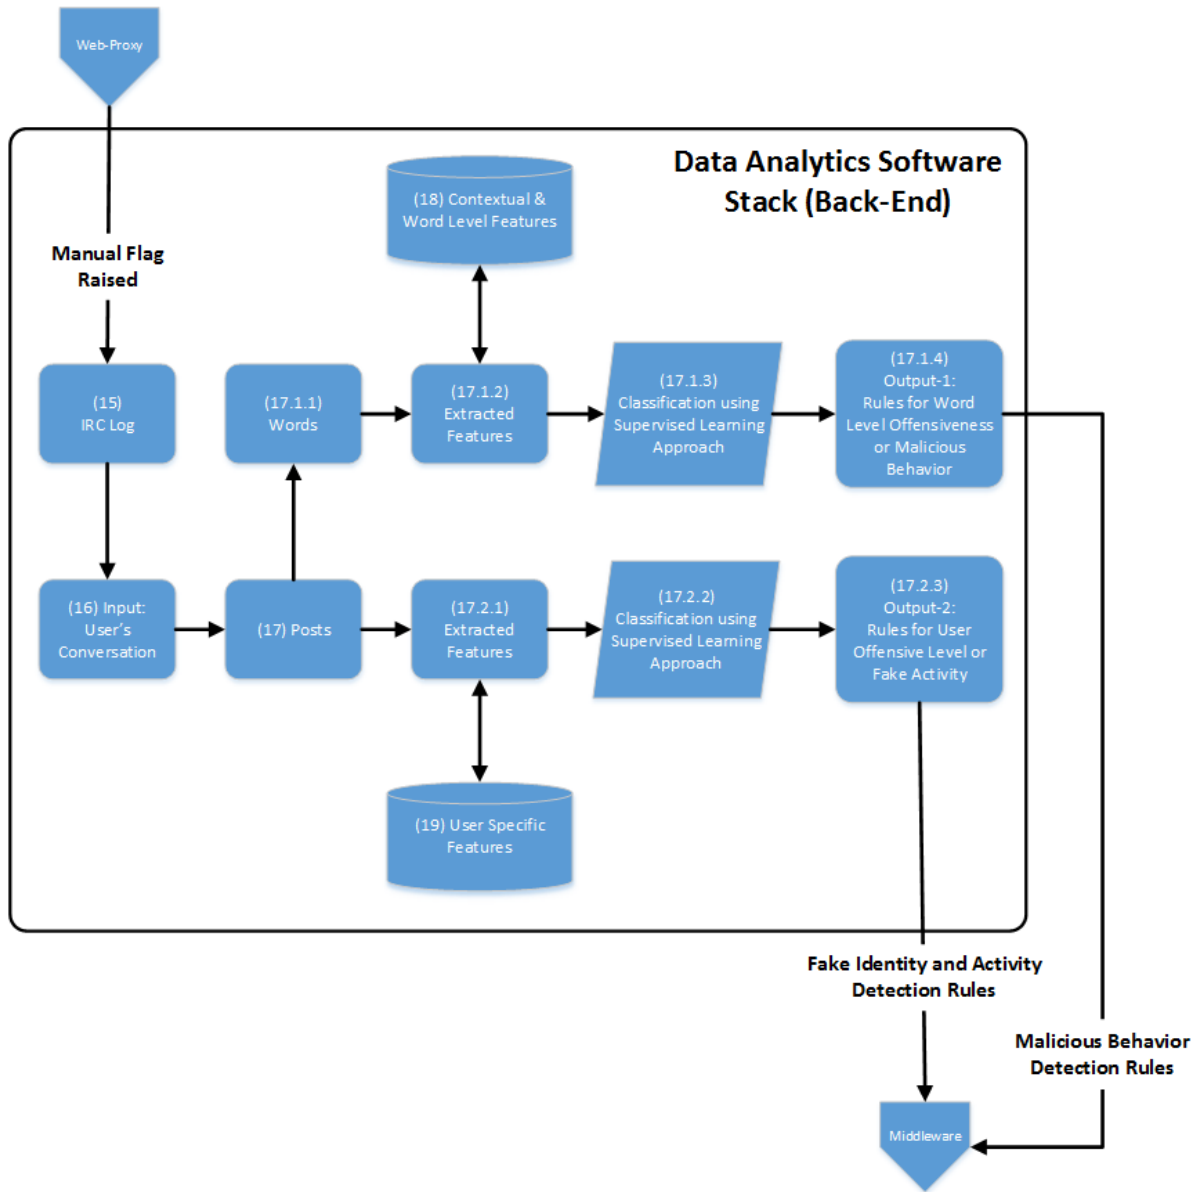 Web-Proxy
Data Analytics Software
Stack (Back-End)
(18) Contextual &
Word Level Features
Manual Flag
Raised
(15)
IRC Log
(17.1.1)
Words
(17.1.2)
Extracted
Features
(17.1.3)
Classification using
Supervised Learning
Approach
(17.1.4)
Output-1:
Rules for Word
Level Offensiveness
or Malicious
Behavior
(16) Input:
User's
Conversation
(17) Posts
(17.2.1)
Extracted
Features
(17.2.2)
Classification using
Supervised Learning
Approach
(17.2.3)
Output-2:
Rules for User
Offensive Level or
Fake Activity
(19) User Specific
Features
Fake Identity and Activity
Detection Rules
Malicious Behavior
Detection Rules
Middleware